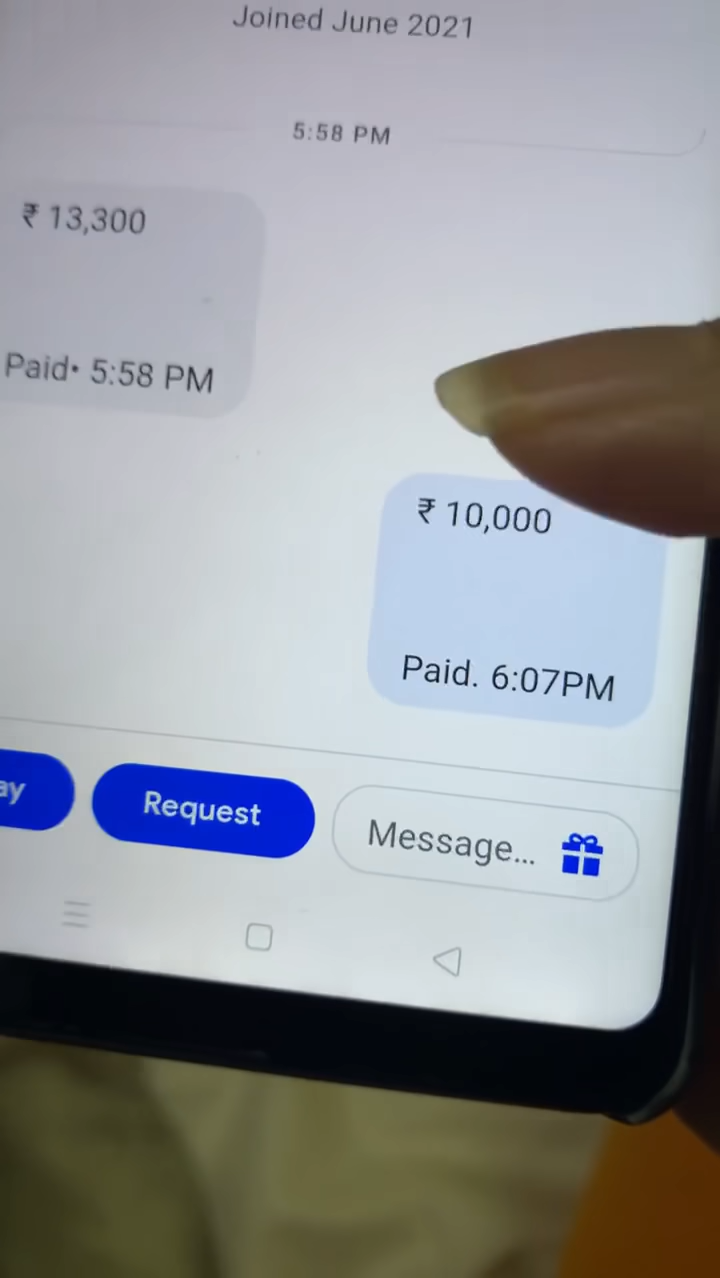 Joined June 2021
5:58 PM
₹ 13,300
Paid• 5:58 PM
₹ 10,000
Paid. 6:07PM
ay
Request
Message...